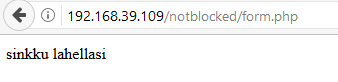 192.168.39.109/notblocked/form.php
sinkku lahellasi